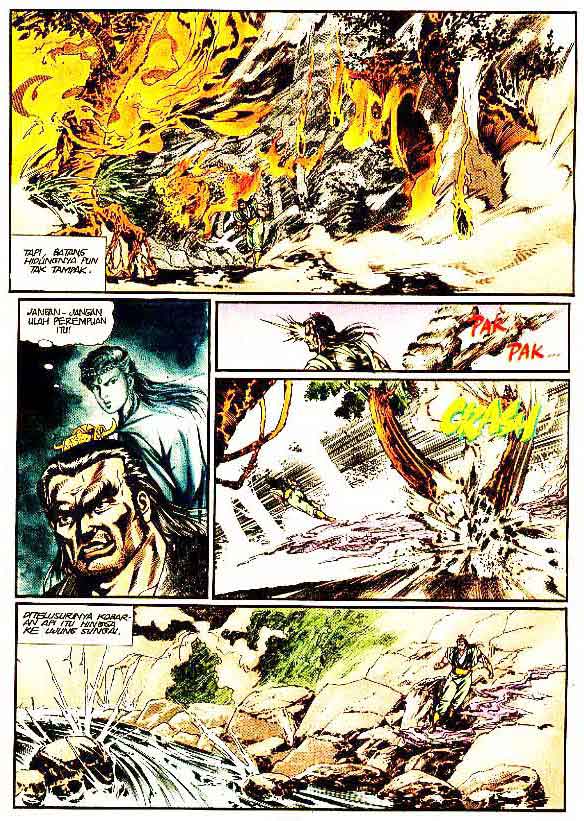 TAPI, BATANG
HIDUNGNYA PUN
TAK TAMPAK.
JANGAN-JANGAN
ULAH PEREMPUAN
ITU!
PAK
PAK...
CRASH
DITELUSURINYA KOBAR-
AN API ITU HINGGA
KE UJUNG SUNGAI.